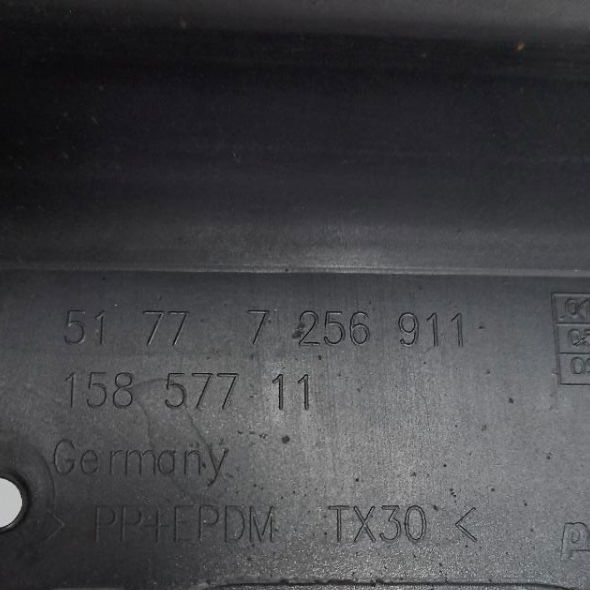 51 77 7 256 911
158 577 11
Germany
> PP+EPDM TX30 <